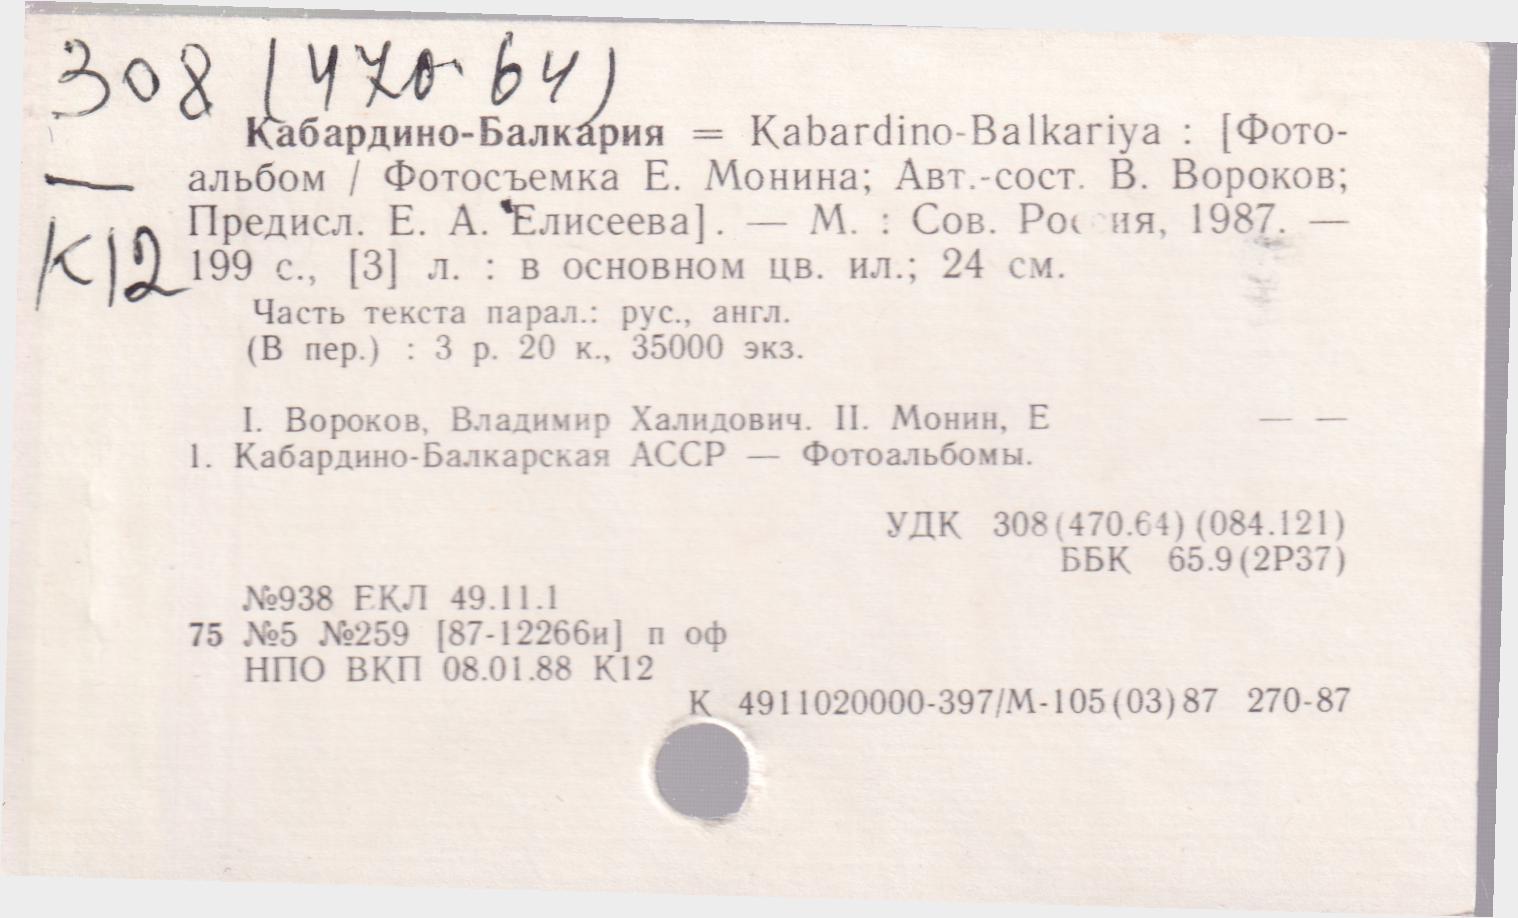 308 (470 64)
Кабардино-Балкария = Kabardino-Balkariya : [Фото-
альбом / Фотосъемка Е. Монина; Авт.-сост. В. Вороков;
Предисл. Е. А. Елисеева]. — М. : Сов. Россия, 1987. —
К12
199 с., [3] л. : в основном цв. ил.; 24 см.
Часть текста парал.: рус., англ.
(В пер.) : 3 р. 20 к., 35000 экз.
I. Вороков, Владимир Халидович. II. Монин, Е — —
1. Кабардино-Балкарская АССР — Фотоальбомы.
УДК 308(470.64)(084.121)
ББК 65.9(2Р37)
№938 ЕКЛ 49.11.1
75 №5 №259 [87-12266и] п оф
НПО ВКП 08.01.88 К12
К 4911020000-397/М-105(03)87 270-87